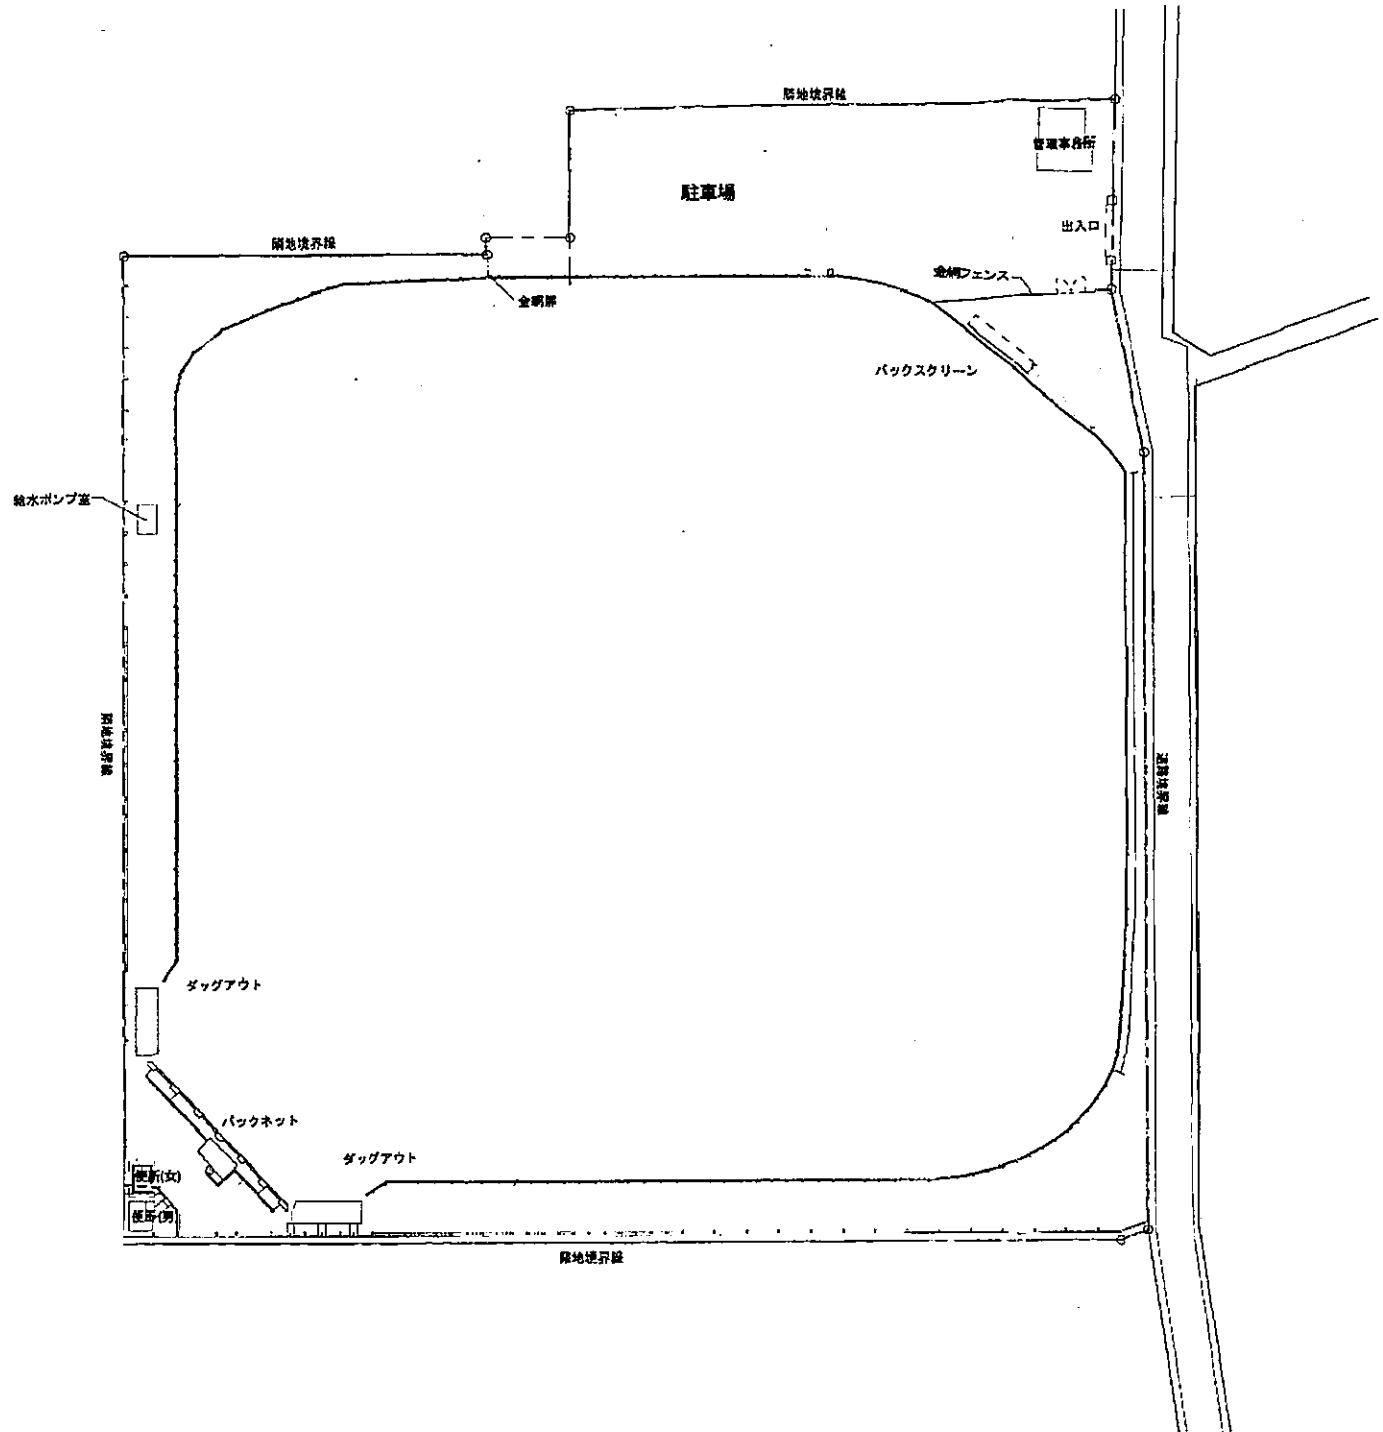 隣地境界線
管理事務所
駐車場
出入口
隣地境界線
金網フェンス
金網扉
バックスクリーン
給水ポンプ室
隣地境界線
道路境界線
ダッグアウト
バックネット
ダッグアウト
便所(女)
便所(男)
隣地境界線